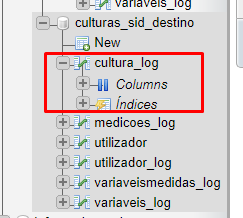 variaveis_log
culturas_sid_destino
New
cultura_log
Columns
Índices
medicoes_log
utilizador
utilizador_log
variaveismedidas_log
variaveis_log